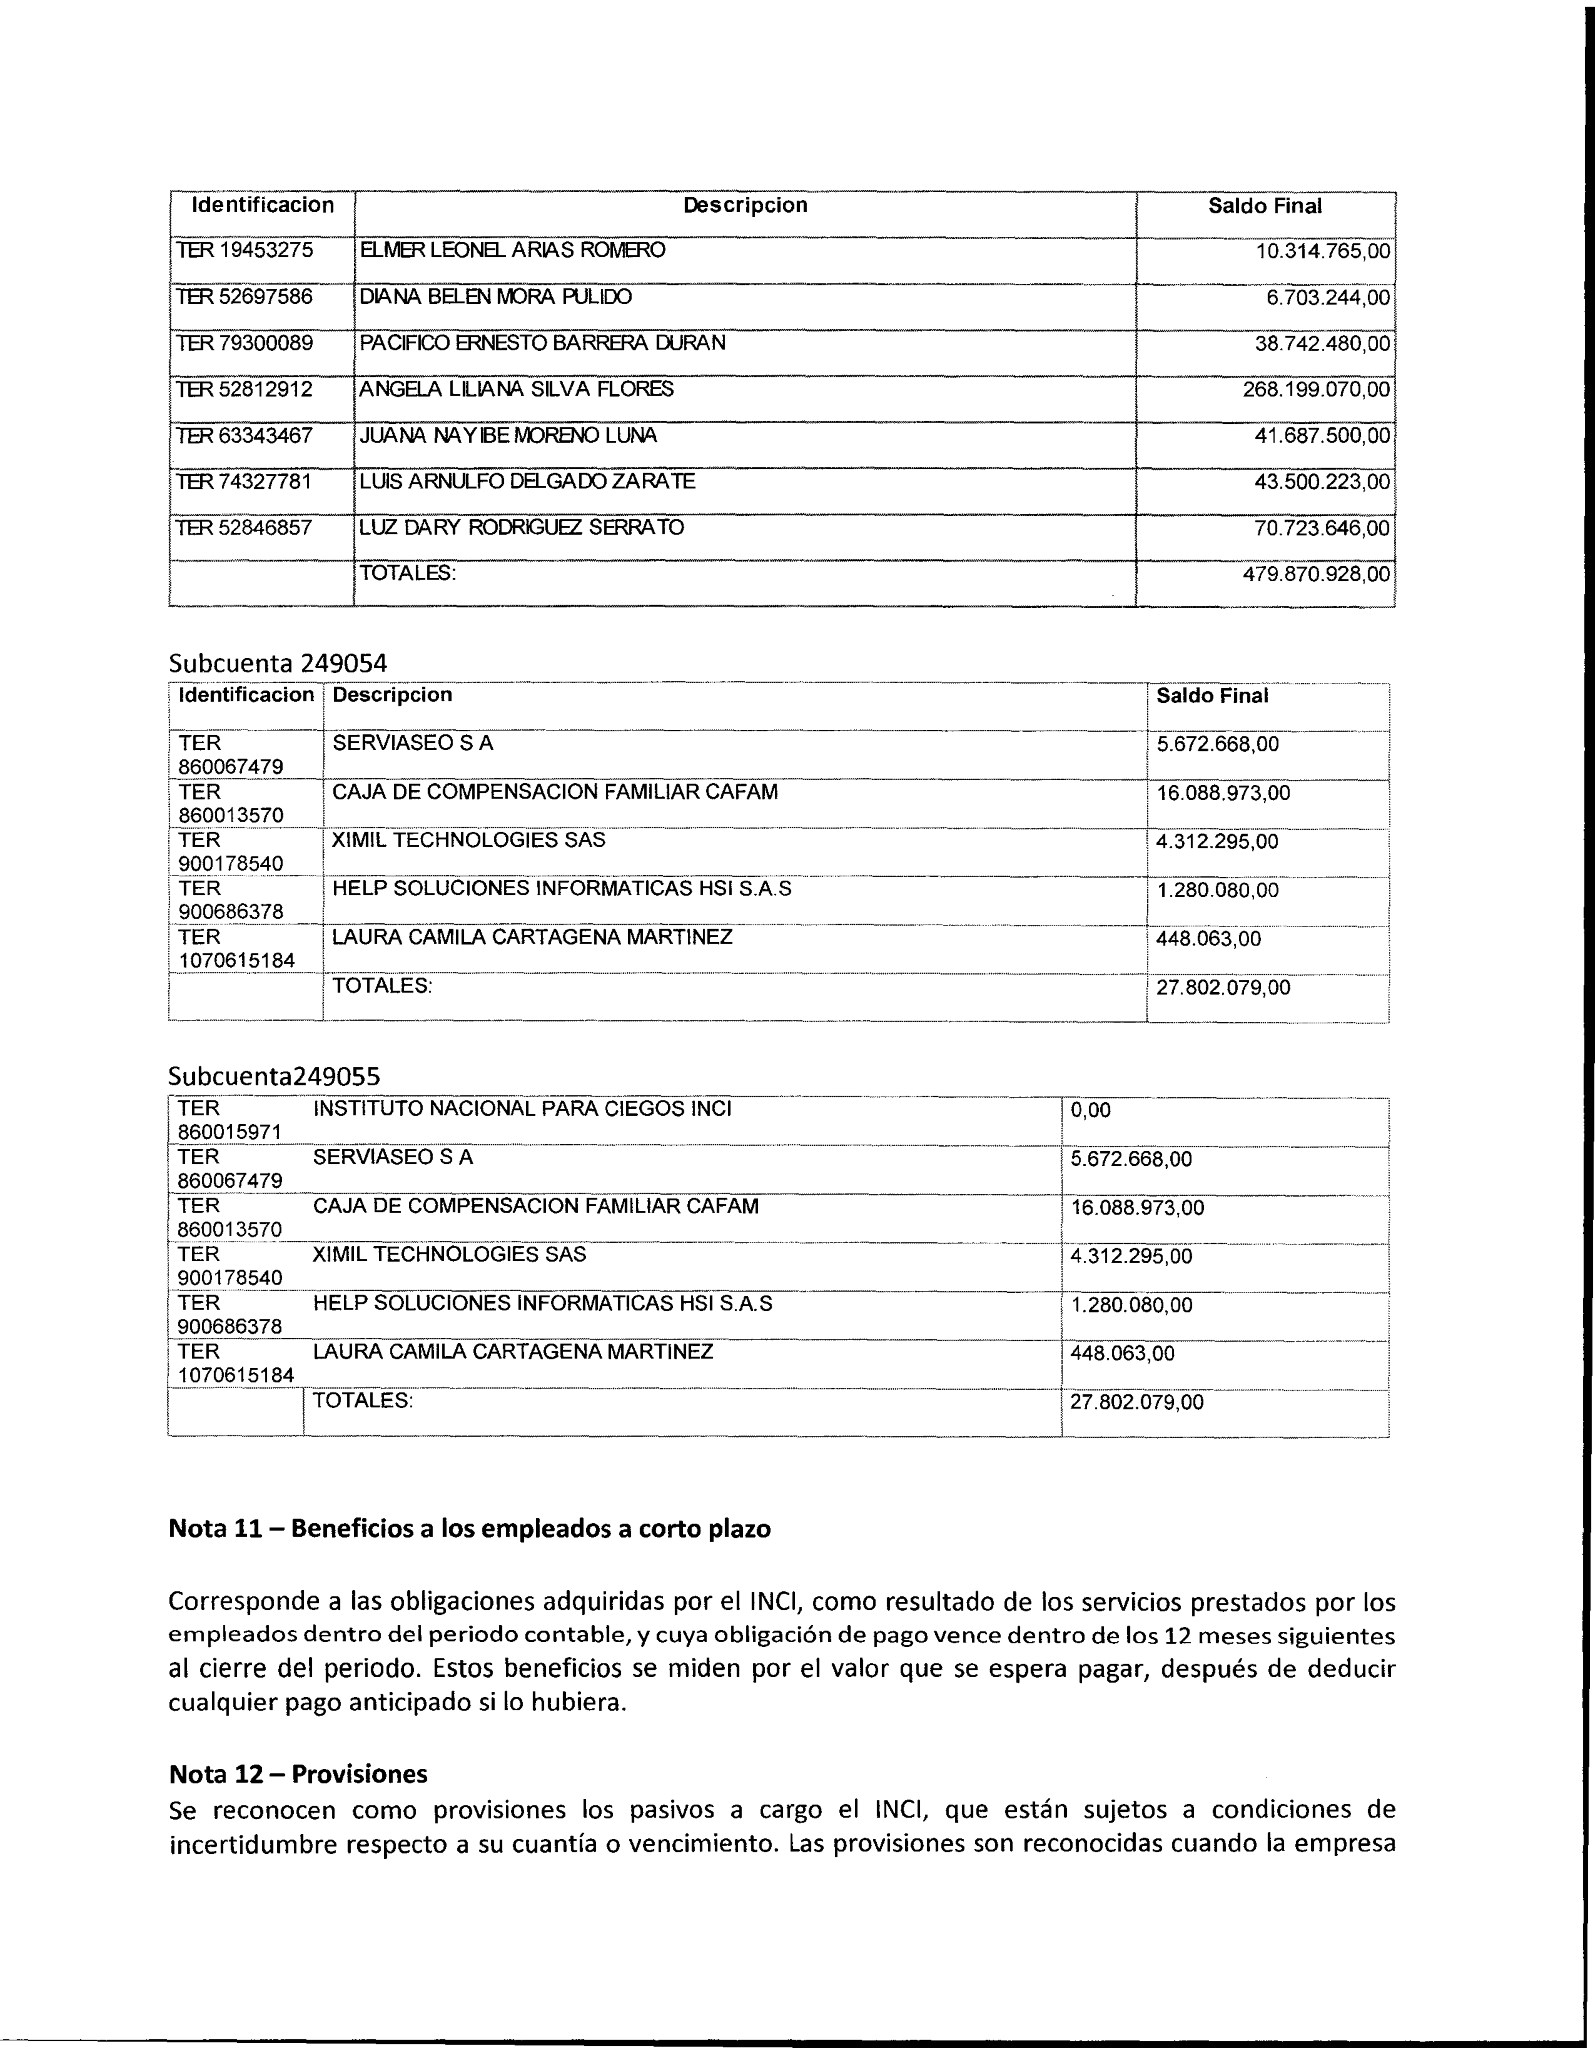 Identificacion Descripcion Saldo Final
TER 19453275 ELMER LEONEL ARIAS ROMERO 10.314.765,00
TER 52697586 DIANA BELEN MORA PULIDO 6.703.244,00
TER 79300089 PACIFICO ERNESTO BARRERA DURAN 38.742.480,00
TER 52812912 ANGELA LILIANA SILVA FLORES 268.199.070,00
TER 63343467 JUANA NAYIBE MORENO LUNA 41.687.500,00
TER 74327781 LUIS ARNULFO DELGADO ZARATE 43.500.223,00
TER 52846857 LUZ DARY RODRIGUEZ SERRATO 70.723.646,00
TOTALES: 479.870.928,00
Subcuenta 249054
Identificacion Descripcion Saldo Final
TER SERVIASEO S A 5.672.668,00
860067479
TER CAJA DE COMPENSACION FAMILIAR CAFAM 16.088.973,00
860013570
TER XIMIL TECHNOLOGIES SAS 4.312.295,00
900178540
TER HELP SOLUCIONES INFORMATICAS HSI S.A.S 1.280.080,00
900686378
TER LAURA CAMILA CARTAGENA MARTINEZ 448.063,00
1070615184
TOTALES: 27.802.079,00
Subcuenta249055
TER INSTITUTO NACIONAL PARA CIEGOS INCI 0,00
860015971
TER SERVIASEO S A 5.672.668,00
860067479
TER CAJA DE COMPENSACION FAMILIAR CAFAM 16.088.973,00
860013570
TER XIMIL TECHNOLOGIES SAS 4.312.295,00
900178540
TER HELP SOLUCIONES INFORMATICAS HSI S.A.S 1.280.080,00
900686378
TER LAURA CAMILA CARTAGENA MARTINEZ 448.063,00
1070615184
TOTALES: 27.802.079,00
Nota 11 – Beneficios a los empleados a corto plazo
Corresponde a las obligaciones adquiridas por el INCI, como resultado de los servicios prestados por los
empleados dentro del periodo contable, y cuya obligación de pago vence dentro de los 12 meses siguientes
al cierre del periodo. Estos beneficios se miden por el valor que se espera pagar, después de deducir
cualquier pago anticipado si lo hubiera.
Nota 12 – Provisiones
Se reconocen como provisiones los pasivos a cargo el INCI, que están sujetos a condiciones de
incertidumbre respecto a su cuantía o vencimiento. Las provisiones son reconocidas cuando la empresa